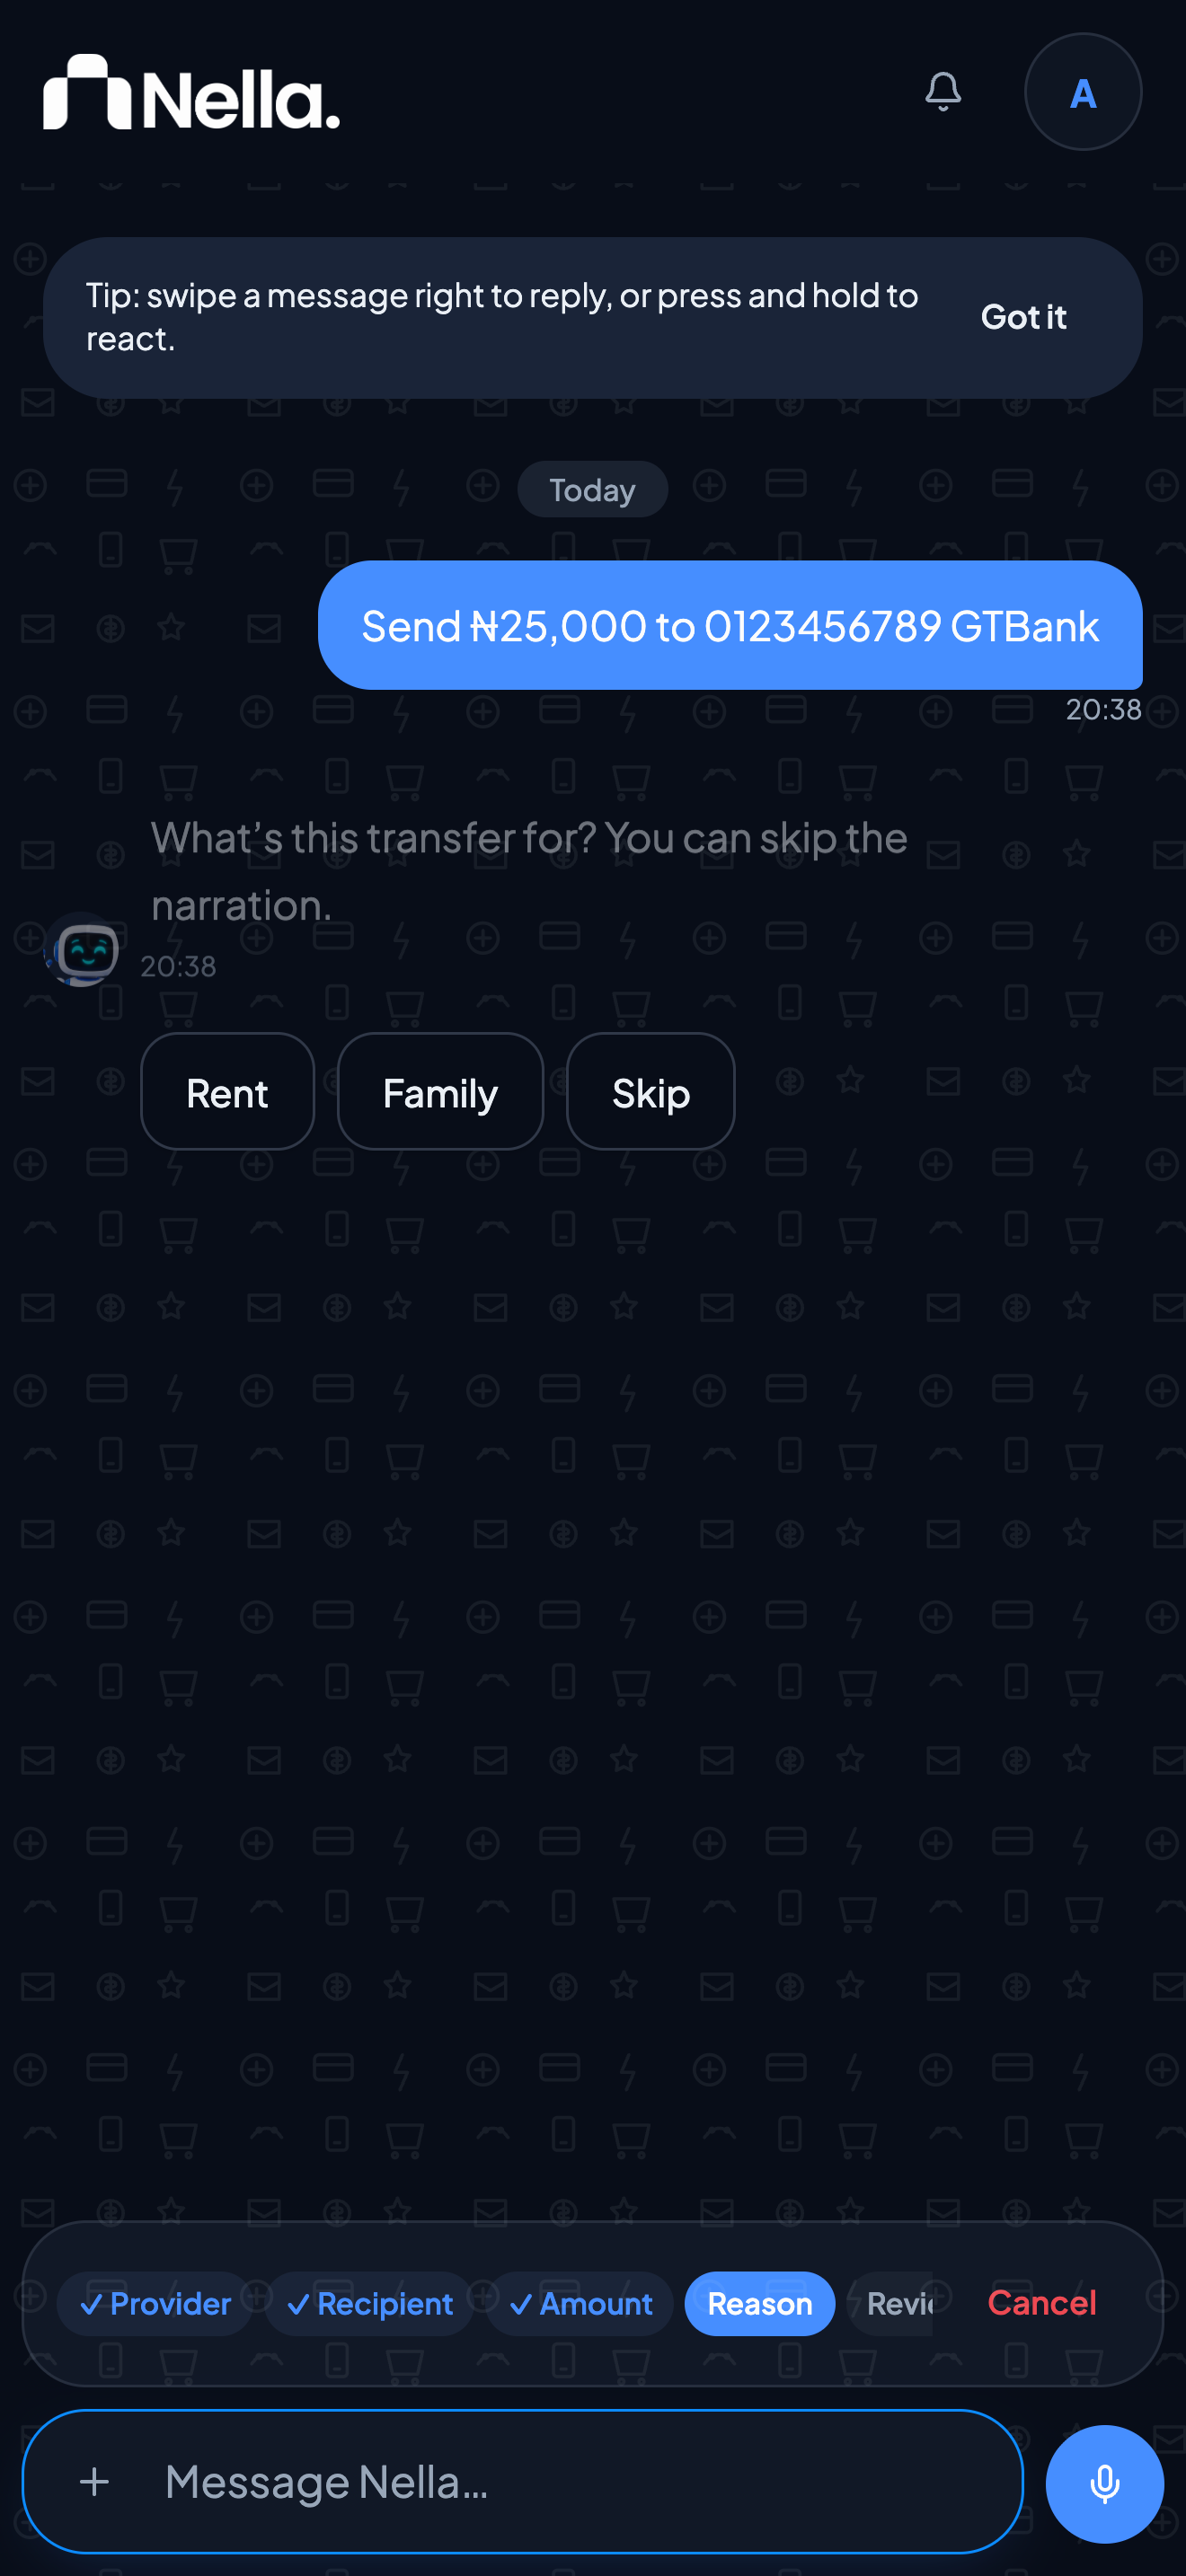 Nella.
A
Tip: swipe a message right to reply, or press and hold to
react.
Got it
Today
Send ₦25,000 to 0123456789 GTBank
20:38
What’s this transfer for? You can skip the
narration.
20:38
Rent
Family
Skip
✓ Provider
✓ Recipient
✓ Amount
Reason
Cancel
Message Nella…